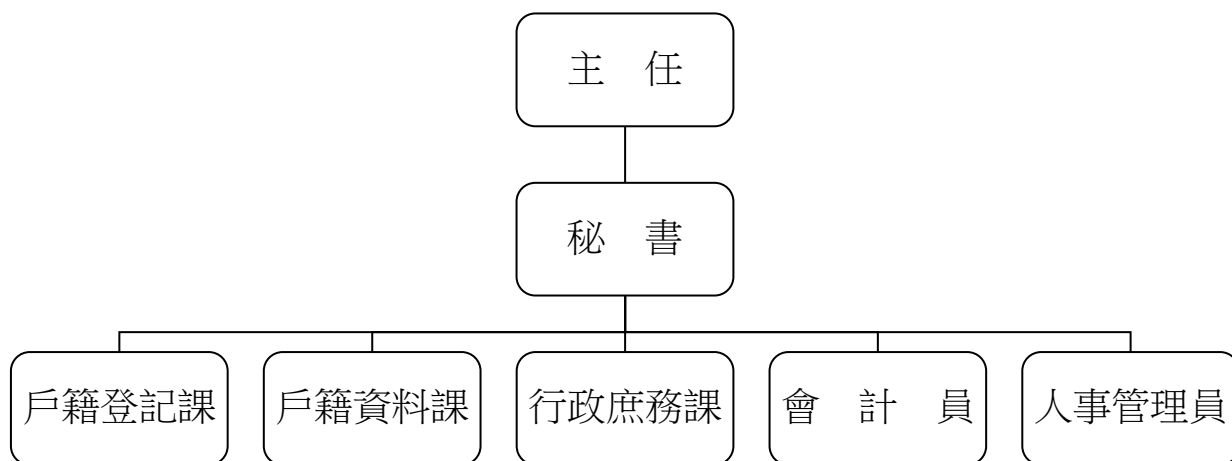 主　任
秘　書
戶籍登記課
戶籍資料課
行政庶務課
會　計　員
人事管理員